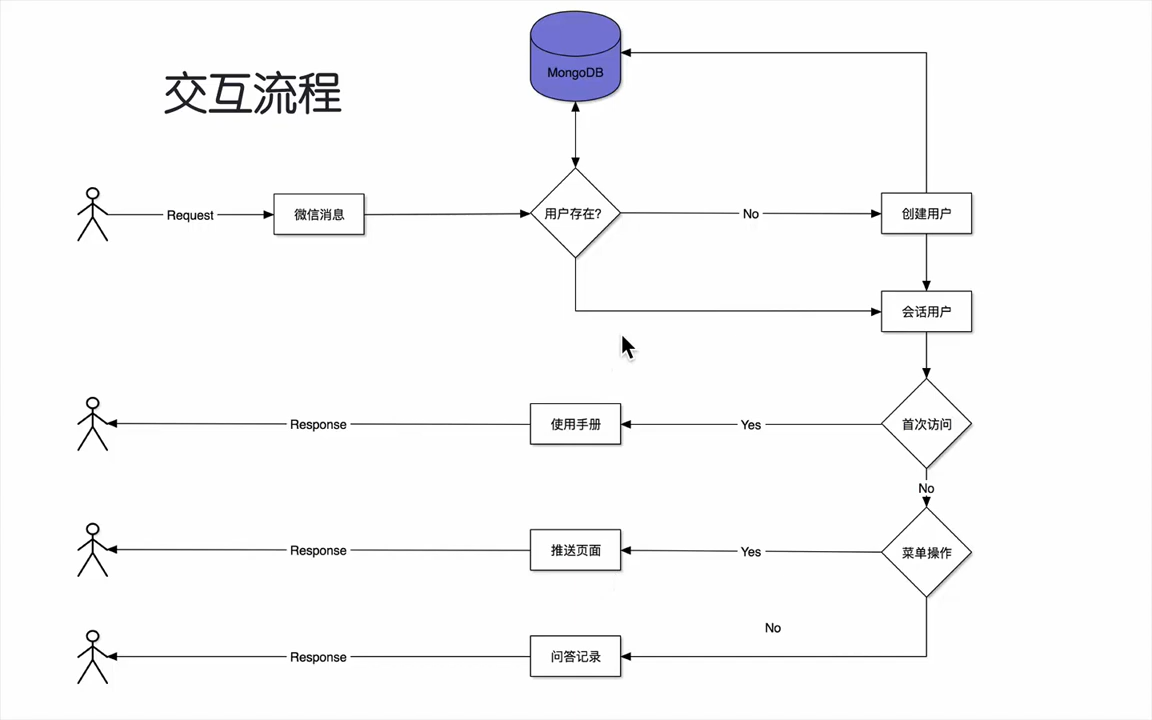 MongoDB
交互流程
Request
微信消息
用户存在?
No
创建用户
会话用户
Response
使用手册
Yes
首次访问
No
Response
推送页面
Yes
菜单操作
No
Response
问答记录